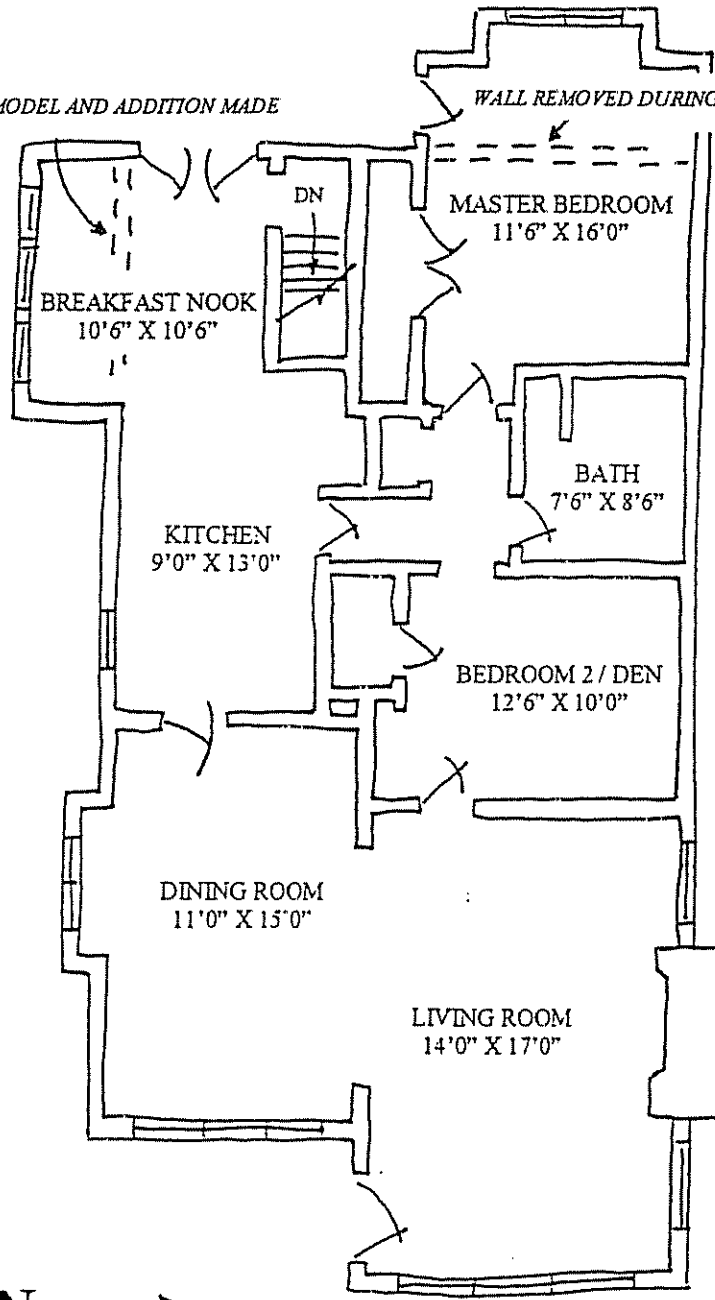 MODEL AND ADDITION MADE
WALL REMOVED DURING
DN
MASTER BEDROOM
11'6" X 16'0"
BREAKFAST NOOK
10'6" X 10'6"
BATH
7'6" X 8'6"
KITCHEN
9'0" X 13'0"
BEDROOM 2 / DEN
12'6" X 10'0"
DINING ROOM
11'0" X 15'0"
LIVING ROOM
14'0" X 17'0"
N